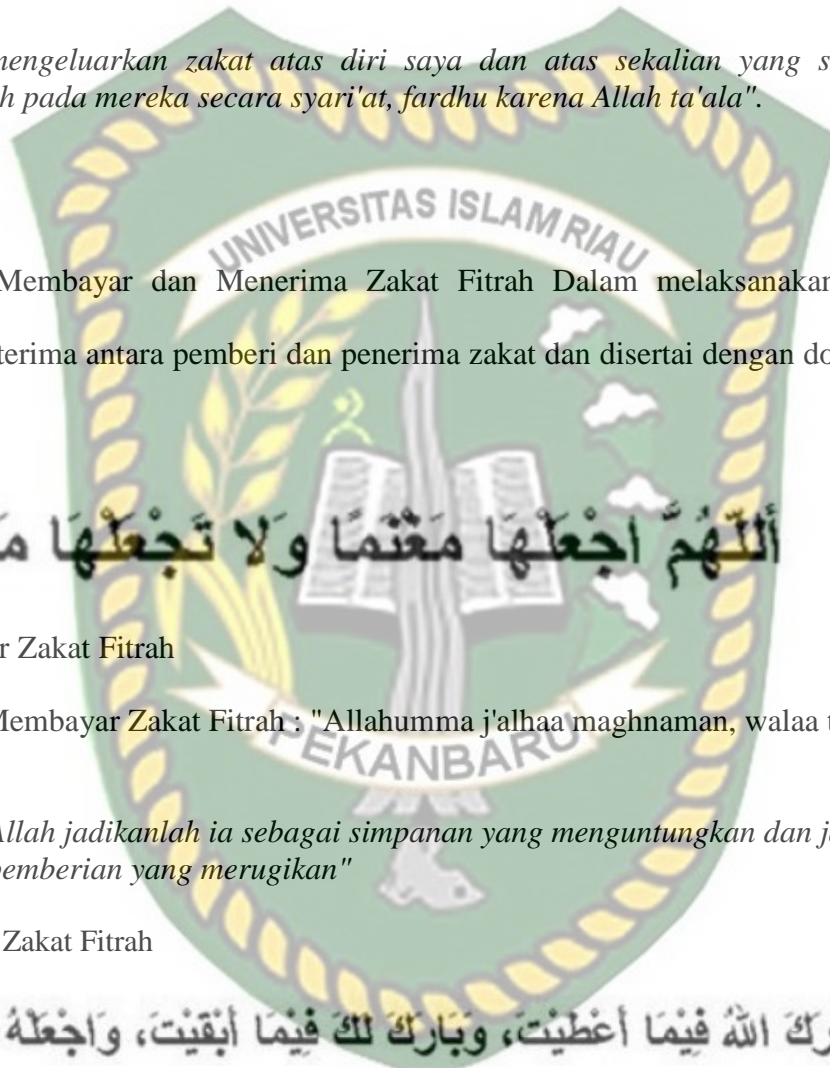 mengeluarkan zakat atas diri saya dan atas sekalian yang s
h pada mereka secara syari'at, fardhu karena Allah ta'ala".
UNIVERSITAS ISLAM RIAU
Membayar dan Menerima Zakat Fitrah Dalam melaksanakan
terima antara pemberi dan penerima zakat dan disertai dengan do
أَللّٰهُمَّ اجْعَلْهَا مَغْنَمًا وَلَا تَجْعَلْهَا مَ
r Zakat Fitrah
Membayar Zakat Fitrah : "Allahumma j'alhaa maghnaman, walaa t
PEKANBARU
Allah jadikanlah ia sebagai simpanan yang menguntungkan dan j
pemberian yang merugikan"
Zakat Fitrah
رَكَ اللهُ فِيْمَا أَعْطَيْتَ، وَبَارَكَ لَكَ فِيْمَا أَبْقَيْتَ، وَاجْعَلْهُ